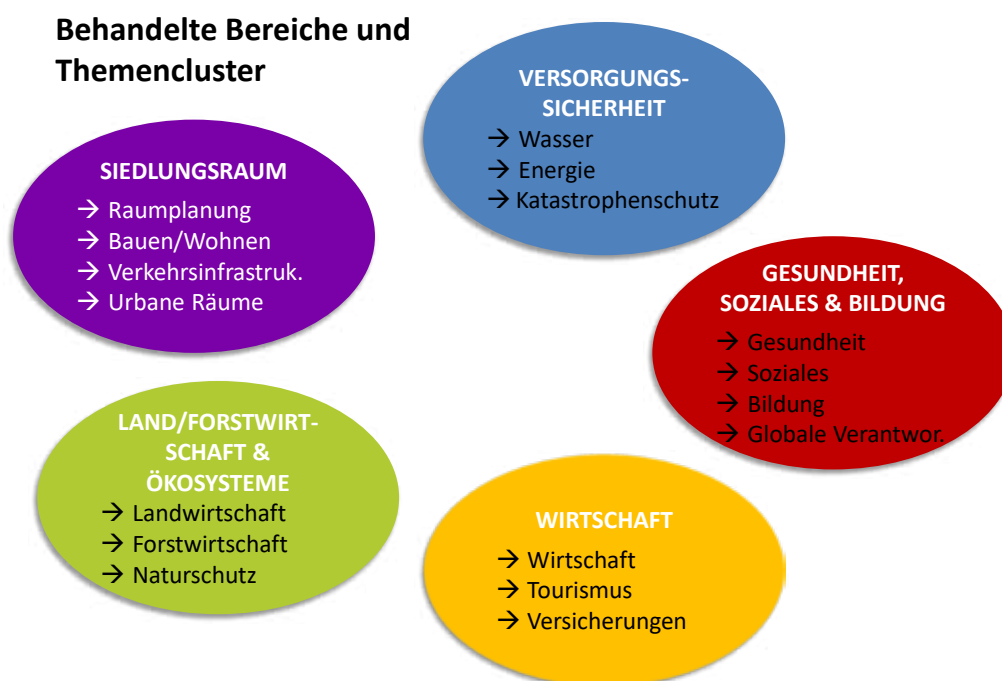 Behandelte Bereiche und
Themencluster
VERSORGUNGS-
SICHERHEIT
→ Wasser
→ Energie
→ Katastrophenschutz
SIEDLUNGSRAUM
→ Raumplanung
→ Bauen/Wohnen
→ Verkehrsinfrastruk.
→ Urbane Räume
GESUNDHEIT,
SOZIALES & BILDUNG
→ Gesundheit
→ Soziales
→ Bildung
→ Globale Verantwor.
LAND/FORSTWIRT-
SCHAFT &
ÖKOSYSTEME
→ Landwirtschaft
→ Forstwirtschaft
→ Naturschutz
WIRTSCHAFT
→ Wirtschaft
→ Tourismus
→ Versicherungen